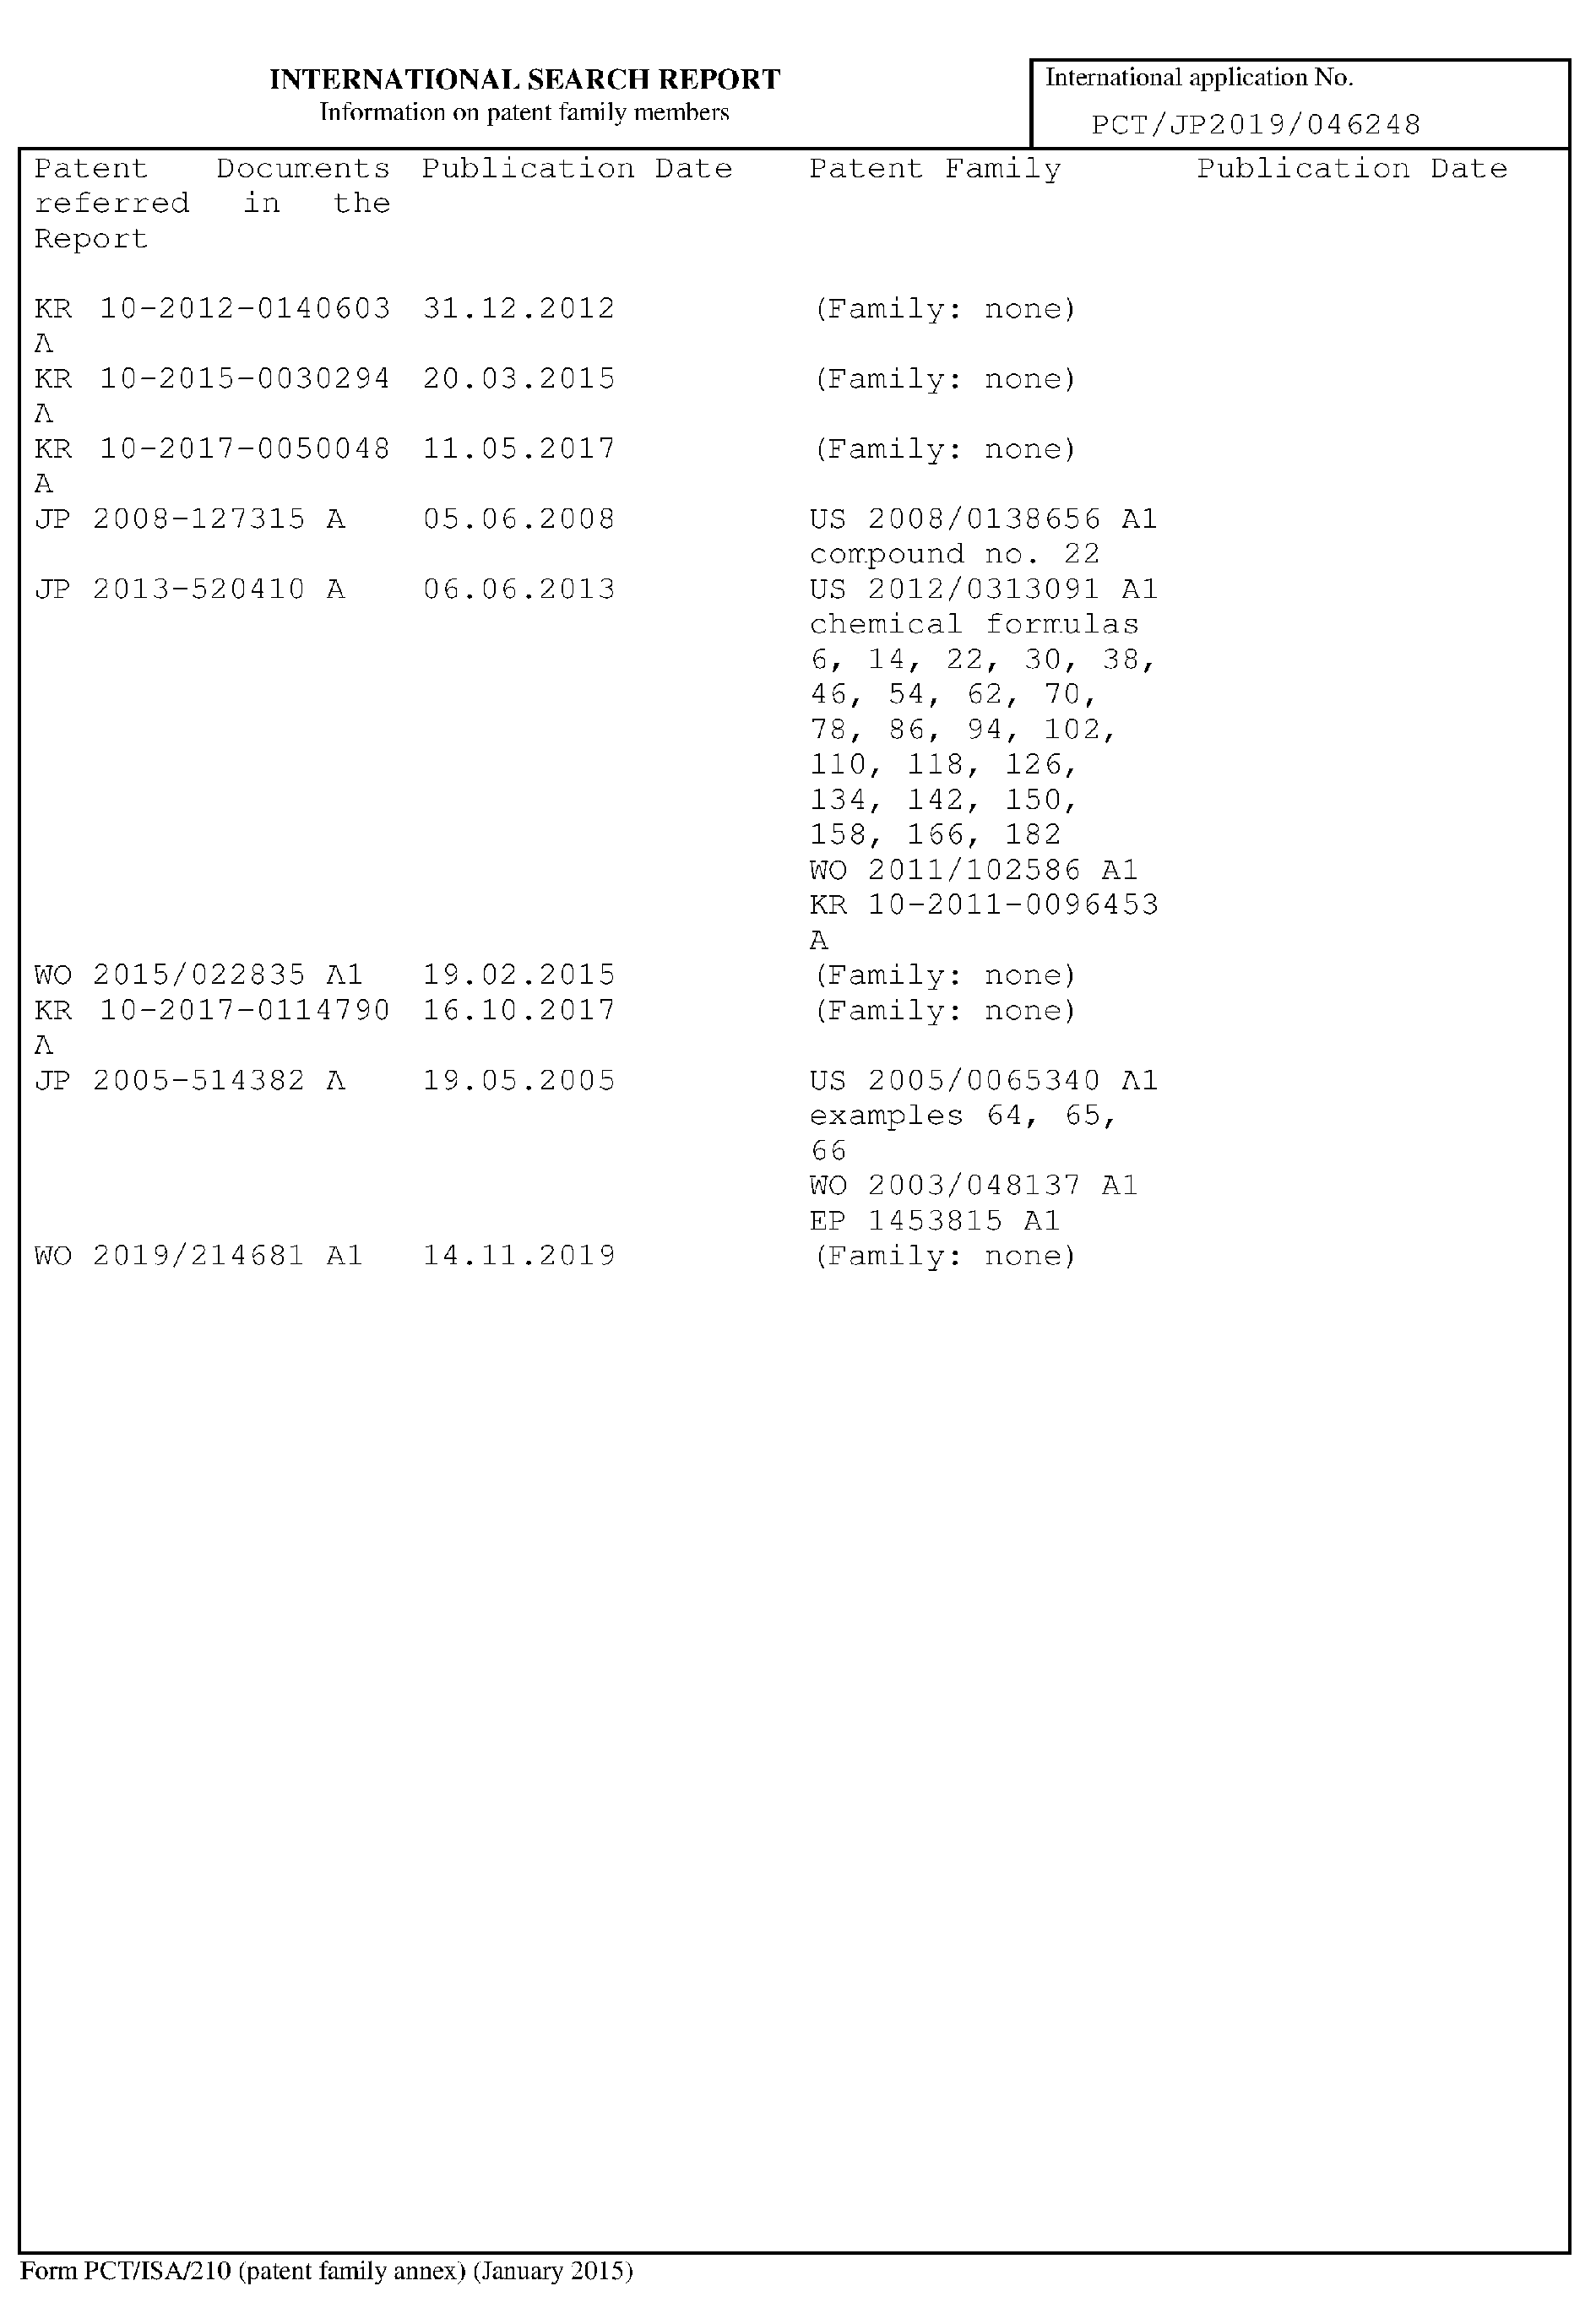 INTERNATIONAL SEARCH REPORT
Information on patent family members
International application No.
PCT/JP2019/046248
Patent Documents Publication Date Patent Family Publication Date
referred in the
Report
KR 10-2012-0140603 31.12.2012 (Family: none)
A
KR 10-2015-0030294 20.03.2015 (Family: none)
A
KR 10-2017-0050048 11.05.2017 (Family: none)
A
JP 2008-127315 A 05.06.2008 US 2008/0138656 A1
compound no. 22
JP 2013-520410 A 06.06.2013 US 2012/0313091 A1
chemical formulas
6, 14, 22, 30, 38,
46, 54, 62, 70,
78, 86, 94, 102,
110, 118, 126,
134, 142, 150,
158, 166, 182
WO 2011/102586 A1
KR 10-2011-0096453
A
WO 2015/022835 A1 19.02.2015 (Family: none)
KR 10-2017-0114790 16.10.2017 (Family: none)
A
JP 2005-514382 A 19.05.2005 US 2005/0065340 A1
examples 64, 65,
66
WO 2003/048137 A1
EP 1453815 A1
WO 2019/214681 A1 14.11.2019 (Family: none)
Form PCT/ISA/210 (patent family annex) (January 2015)